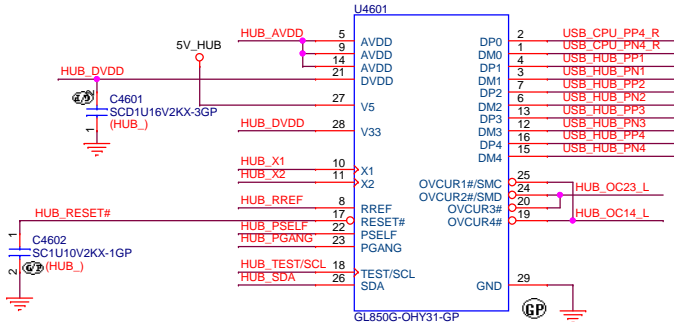 U4601
HUB_AVDD 5 AVDD DP0 2 USB_CPU_PP4_R
9 AVDD DM0 1 USB_CPU_PN4_R
5V_HUB 14 AVDD DP1 4 USB_HUB_PP1
HUB_DVDD 21 DVDD DM1 3 USB_HUB_PN1
DP2 7 USB_HUB_PP2
2 C4601 27 V5 DM2 6 USB_HUB_PN2
SCD1U16V2KX-3GP DP3 13 USB_HUB_PP3
1 (HUB_) HUB_DVDD 28 V33 DM3 12 USB_HUB_PN3
DP4 16 USB_HUB_PP4
DM4 15 USB_HUB_PN4
HUB_X1 10 X1
HUB_X2 11 X2 OVCUR1#/SMC 25
OVCUR2#/SMD 24 HUB_OC23_L
HUB_RREF 8 RREF OVCUR3# 20
HUB_RESET# 17 RESET# OVCUR4# 19 HUB_OC14_L
HUB_PSELF 22 PSELF
1 C4602 HUB_PGANG 23 PGANG
SC1U10V2KX-1GP
2 (HUB_) HUB_TEST/SCL 18 TEST/SCL
HUB_SDA 26 SDA GND 29
GP
GL850G-OHY31-GP